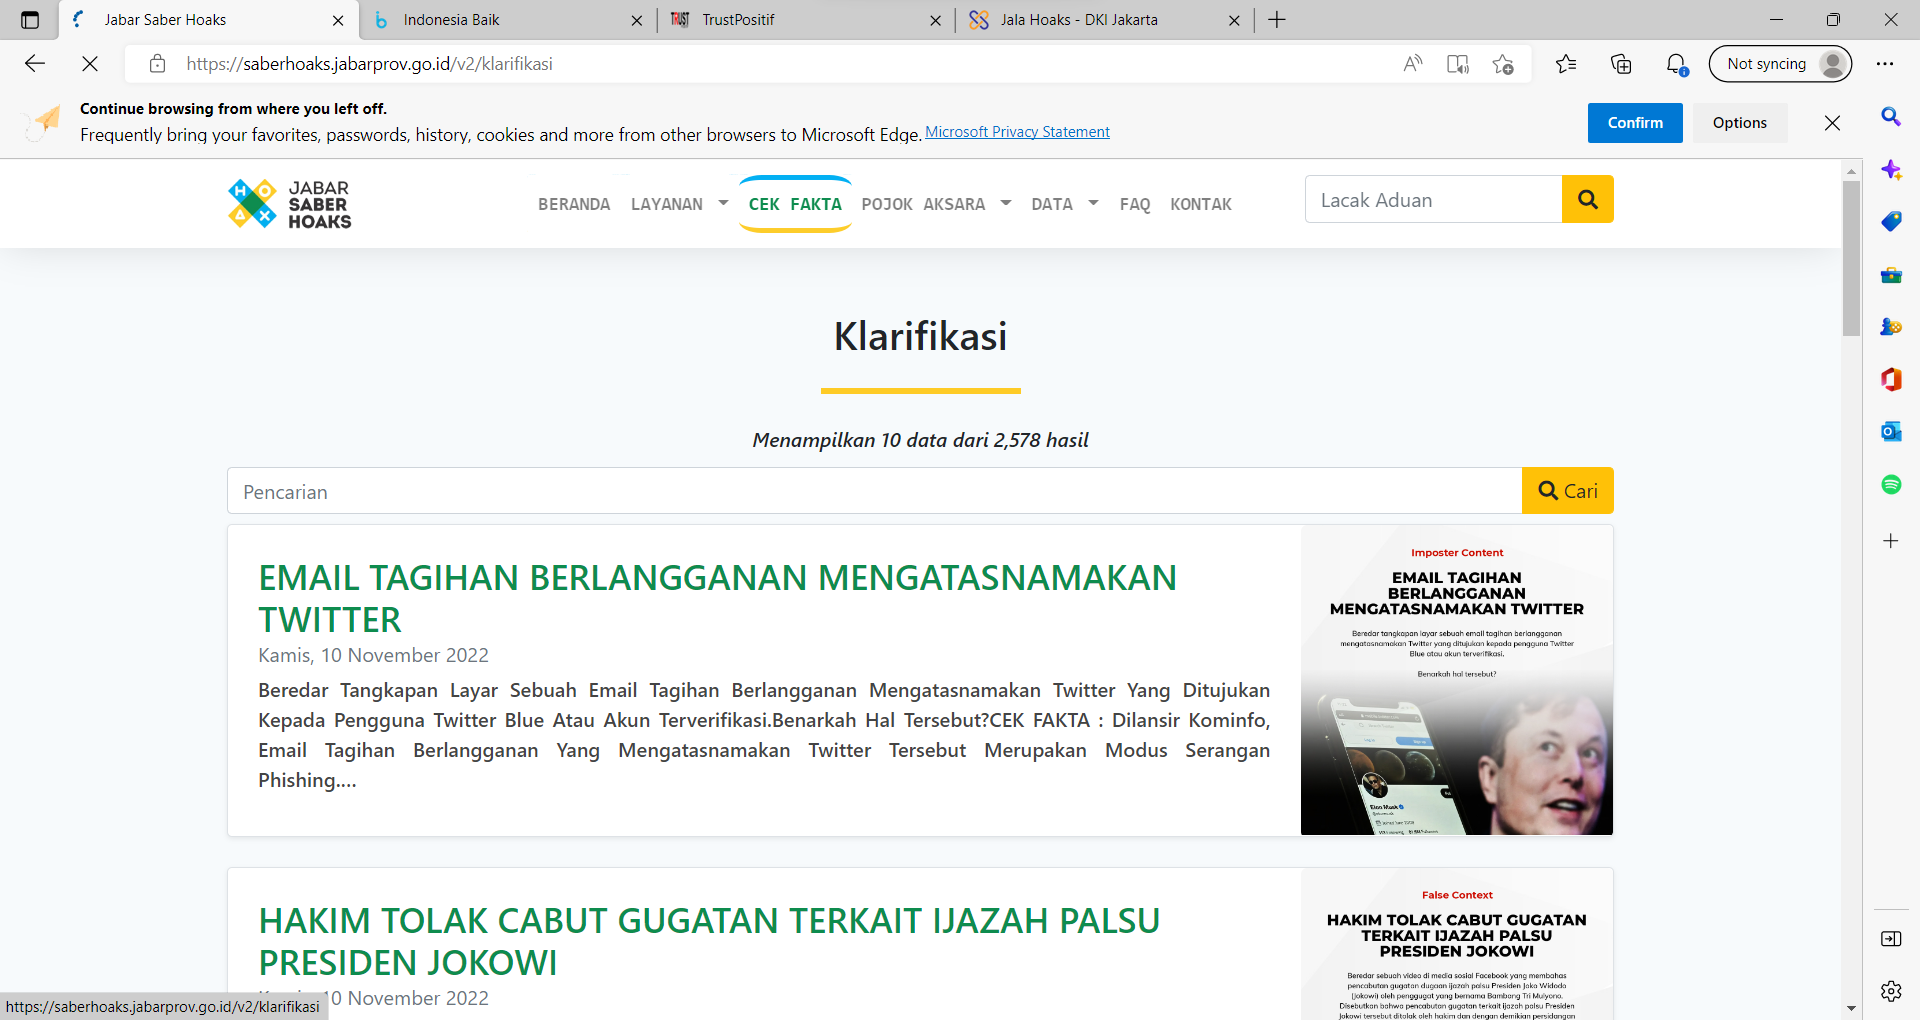 Jabar Saber Hoaks
Indonesia Baik
TRUST TrustPositif
Jala Hoaks - DKI Jakarta
https://saberhoaks.jabarprov.go.id/v2/klarifikasi
Not syncing
Continue browsing from where you left off.
Frequently bring your favorites, passwords, history, cookies and more from other browsers to Microsoft Edge. Microsoft Privacy Statement
Confirm
Options
HOAX
JABAR
SABER
HOAKS
BERANDA
LAYANAN
CEK FAKTA
POJOK AKSARA
DATA
FAQ
KONTAK
Lacak Aduan
Klarifikasi
Menampilkan 10 data dari 2,578 hasil
Pencarian
Cari
EMAIL TAGIHAN BERLANGGANAN MENGATASNAMAKAN
TWITTER
Kamis, 10 November 2022
Beredar Tangkapan Layar Sebuah Email Tagihan Berlangganan Mengatasnamakan Twitter Yang Ditujukan
Kepada Pengguna Twitter Blue Atau Akun Terverifikasi.Benarkah Hal Tersebut?CEK FAKTA : Dilansir Kominfo,
Email Tagihan Berlangganan Yang Mengatasnamakan Twitter Tersebut Merupakan Modus Serangan
Phishing....
Imposter Content
EMAIL TAGIHAN
BERLANGGANAN
MENGATASNAMAKAN TWITTER
Beredar tangkapan layar sebuah email tagihan berlangganan
mengatasnamakan Twitter yang ditujukan kepada pengguna Twitter
Blue atau akun terverifikasi.
Benarkah hal tersebut?
Elon Musk
HAKIM TOLAK CABUT GUGATAN TERKAIT IJAZAH PALSU
PRESIDEN JOKOWI
10 November 2022
False Context
HAKIM TOLAK CABUT GUGATAN
TERKAIT IJAZAH PALSU
PRESIDEN JOKOWI
Beredar sebuah video di media sosial Facebook yang membahas
pencabutan gugatan dugaan ijazah palsu Presiden Joko Widodo
(Jokowi) oleh penggugat yang bernama Bambang Tri Mulyono.
Disebutkan bahwa pencabutan gugatan terkait ijazah palsu Presiden
Jokowi tersebut ditolak oleh hakim dan dengan demikian persidangan
https://saberhoaks.jabarprov.go.id/v2/klarifikasi